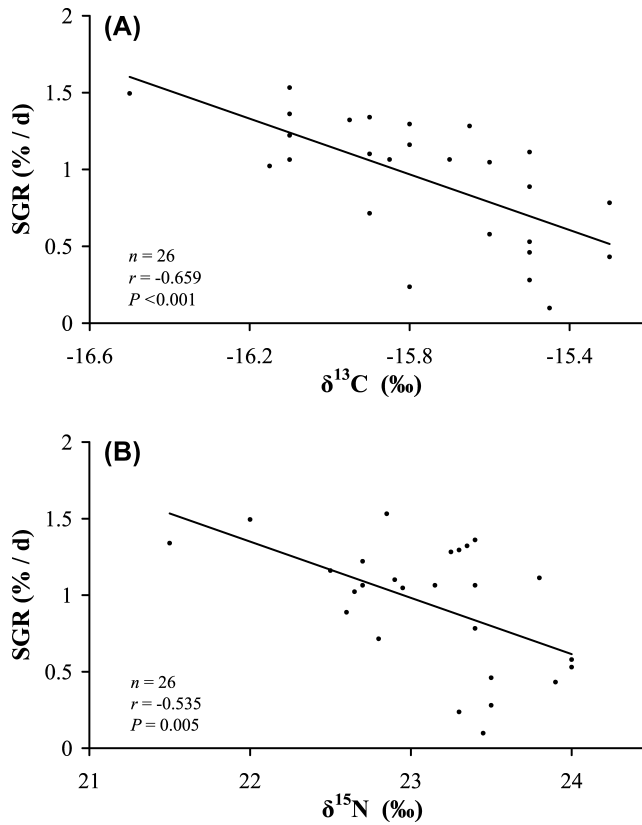 (A)
2
1.5
1
0.5
0
SGR (% / d)
n = 26
r = -0.659
P <0.001
-16.6 -16.2 -15.8 -15.4
δ¹³C (‰)
(B)
2
1.5
1
0.5
0
SGR (% / d)
n = 26
r = -0.535
P = 0.005
21 22 23 24
δ¹⁵N (‰)